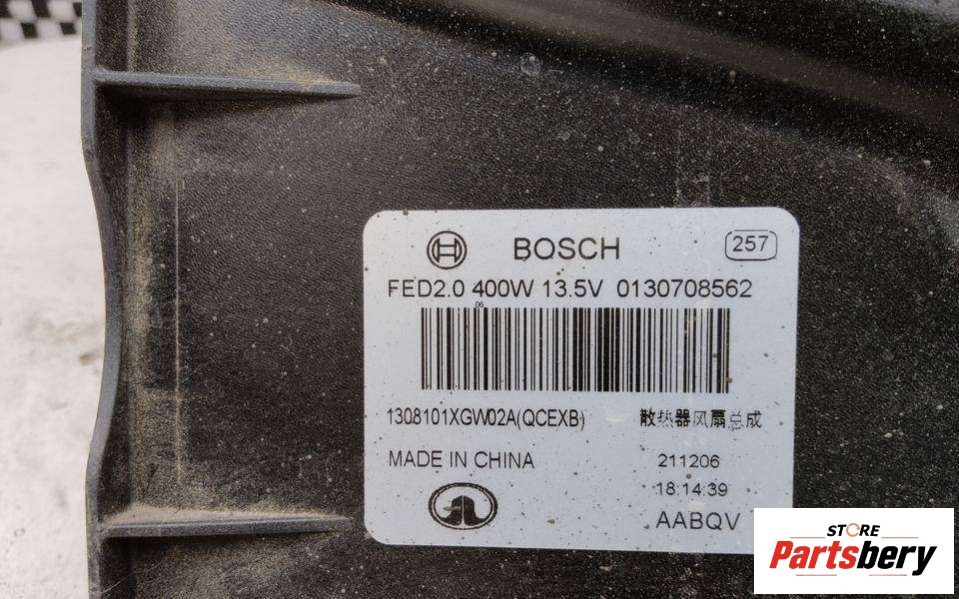 BOSCH 257
FED2.0 400W 13.5V 0130708562
06
1308101XGW02A(QCEXB) 散热器风扇总成
MADE IN CHINA 211206
18:14:39
AABQV
STORE
Partsbery